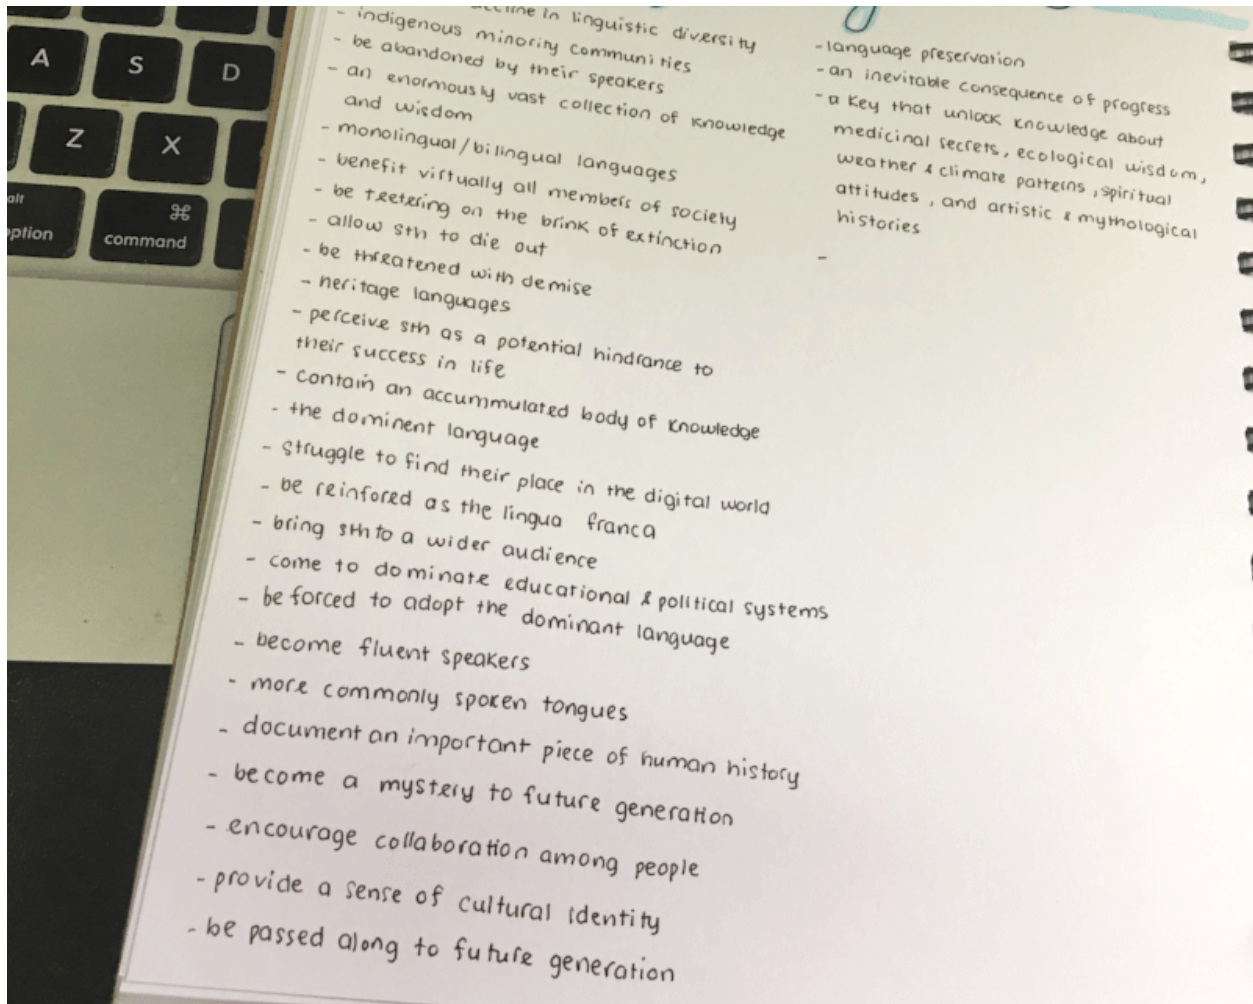 A
S
D
Z
X
alt
option
⌘
command
in linguistic diversity
- indigenous minority communities
- be abandoned by their speakers
- an enormously vast collection of knowledge
and wisdom
- monolingual/bilingual languages
- benefit virtually all members of society
- be teetering on the brink of extinction
- allow sth to die out
- be threatened with demise
- heritage languages
- perceive sth as a potential hindrance to
their success in life
- contain an accummulated body of knowledge
- the dominent language
- struggle to find their place in the digital world
- be reinfored as the lingua franca
- bring sth to a wider audience
- come to dominate educational & political systems
- be forced to adopt the dominant language
- become fluent speakers
- more commonly spoken tongues
- document an important piece of human history
- become a mystery to future generation
- encourage collaboration among people
- provide a sense of cultural identity
- be passed along to future generation
- language preservation
- an inevitable consequence of progress
- a key that unlock knowledge about
medicinal secrets, ecological wisdom,
weather & climate patterns, spiritual
attitudes, and artistic & mythological
histories
-